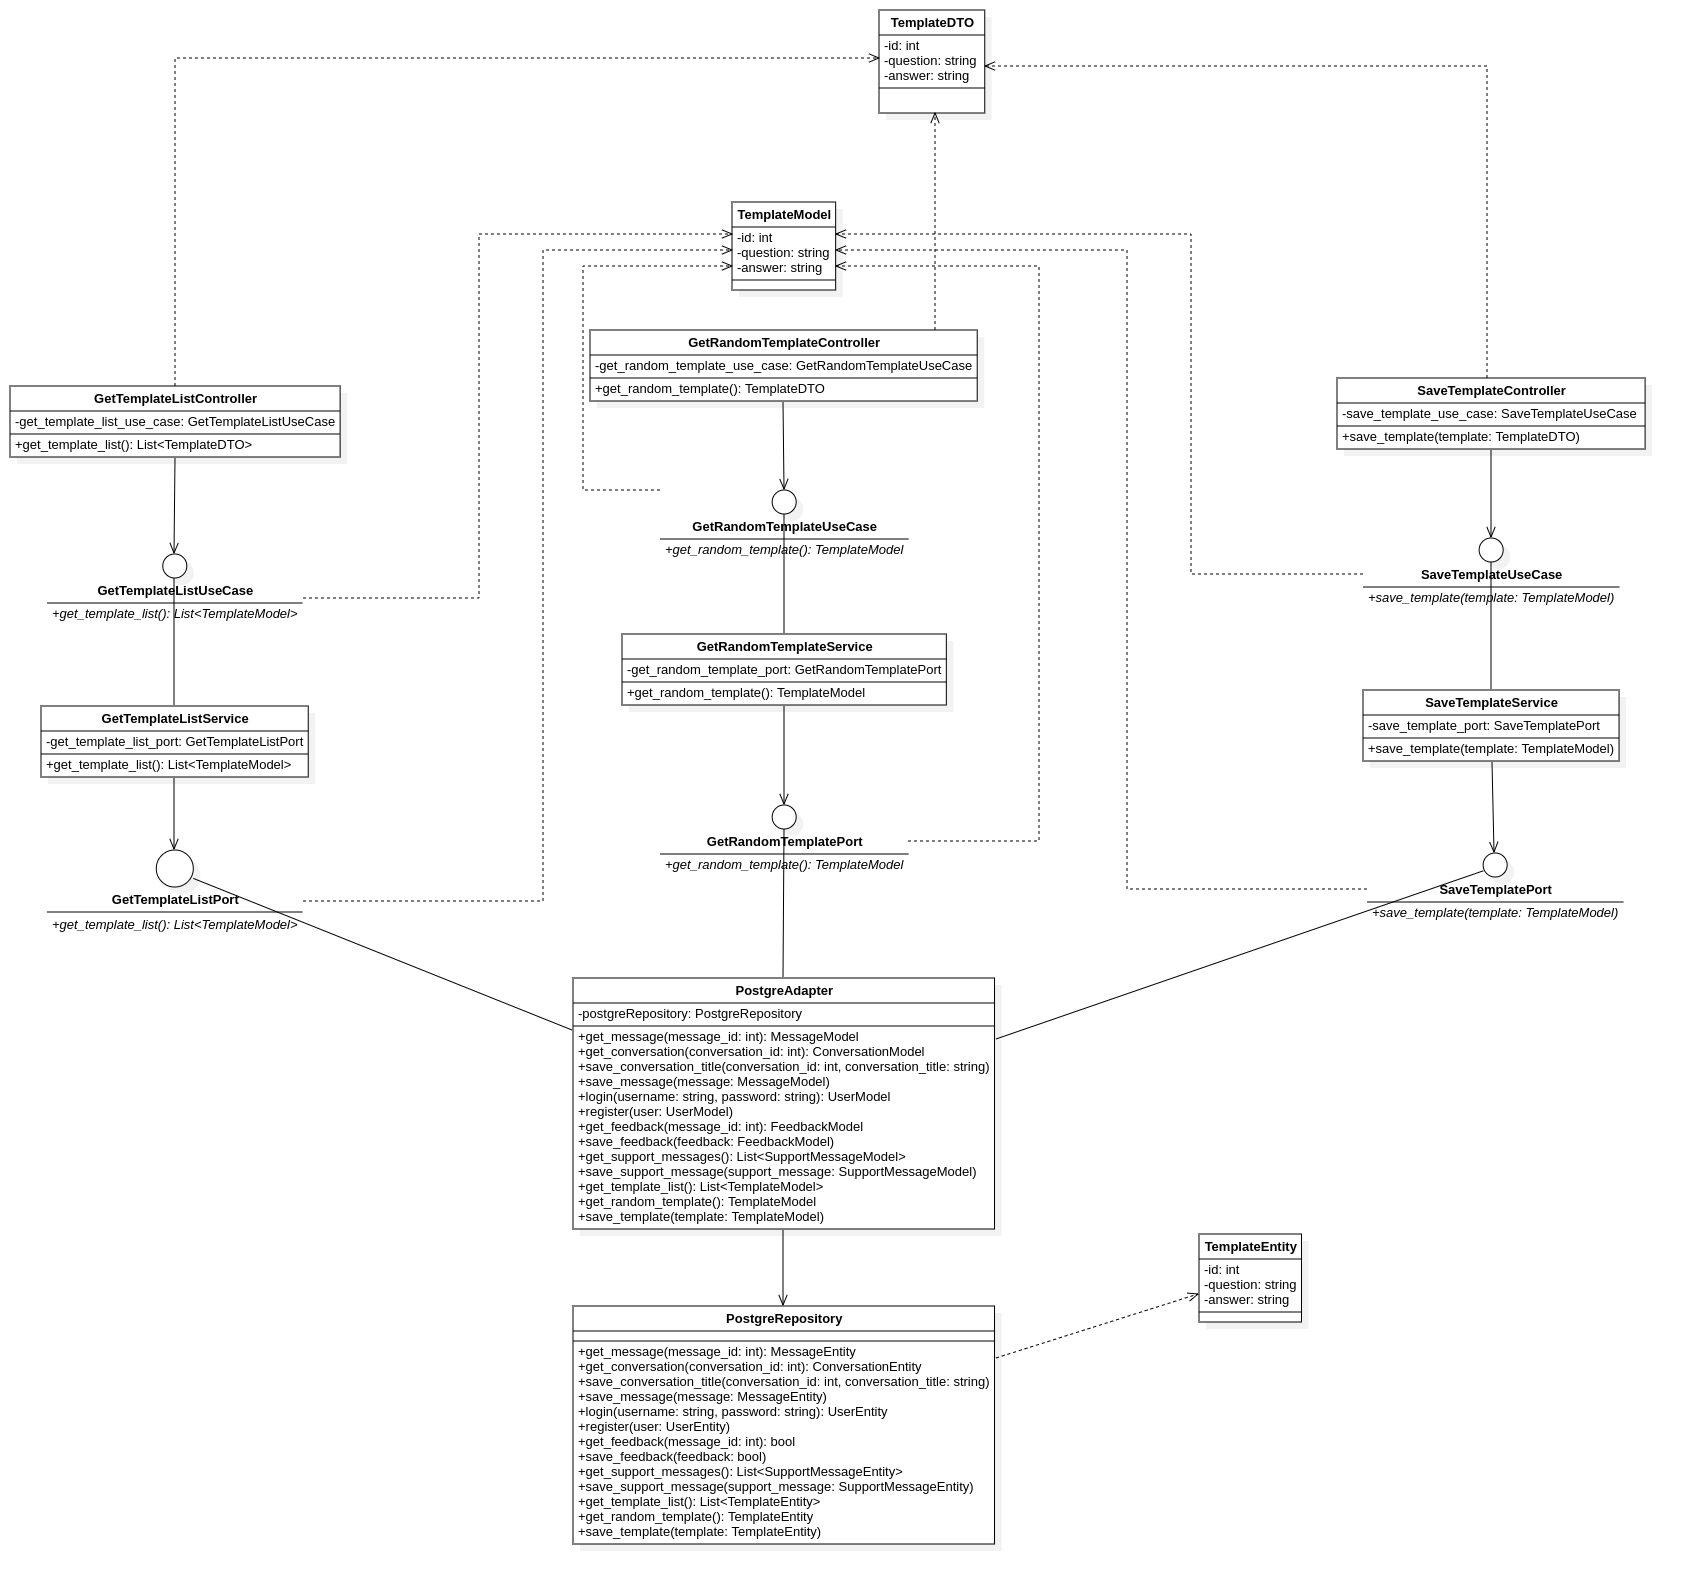 TemplateDTO
-id: int
-question: string
-answer: string
TemplateModel
-id: int
-question: string
-answer: string
GetRandomTemplateController
-get_random_template_use_case: GetRandomTemplateUseCase
+get_random_template(): TemplateDTO
GetTemplateListController
-get_template_list_use_case: GetTemplateListUseCase
+get_template_list(): List<TemplateDTO>
SaveTemplateController
-save_template_use_case: SaveTemplateUseCase
+save_template(template: TemplateDTO)
GetRandomTemplateUseCase
+get_random_template(): TemplateModel
GetTemplateListUseCase
+get_template_list(): List<TemplateModel>
SaveTemplateUseCase
+save_template(template: TemplateModel)
GetRandomTemplateService
-get_random_template_port: GetRandomTemplatePort
+get_random_template(): TemplateModel
GetTemplateListService
-get_template_list_port: GetTemplateListPort
+get_template_list(): List<TemplateModel>
SaveTemplateService
-save_template_port: SaveTemplatePort
+save_template(template: TemplateModel)
GetRandomTemplatePort
+get_random_template(): TemplateModel
GetTemplateListPort
+get_template_list(): List<TemplateModel>
SaveTemplatePort
+save_template(template: TemplateModel)
PostgreAdapter
-postgreRepository: PostgreRepository
+get_message(message_id: int): MessageModel
+get_conversation(conversation_id: int): ConversationModel
+save_conversation_title(conversation_id: int, conversation_title: string)
+save_message(message: MessageModel)
+login(username: string, password: string): UserModel
+register(user: UserModel)
+get_feedback(message_id: int): FeedbackModel
+save_feedback(feedback: FeedbackModel)
+get_support_messages(): List<SupportMessageModel>
+save_support_message(support_message: SupportMessageModel)
+get_template_list(): List<TemplateModel>
+get_random_template(): TemplateModel
+save_template(template: TemplateModel)
TemplateEntity
-id: int
-question: string
-answer: string
PostgreRepository
+get_message(message_id: int): MessageEntity
+get_conversation(conversation_id: int): ConversationEntity
+save_conversation_title(conversation_id: int, conversation_title: string)
+save_message(message: MessageEntity)
+login(username: string, password: string): UserEntity
+register(user: UserEntity)
+get_feedback(message_id: int): bool
+save_feedback(feedback: bool)
+get_support_messages(): List<SupportMessageEntity>
+save_support_message(support_message: SupportMessageEntity)
+get_template_list(): List<TemplateEntity>
+get_random_template(): TemplateEntity
+save_template(template: TemplateEntity)